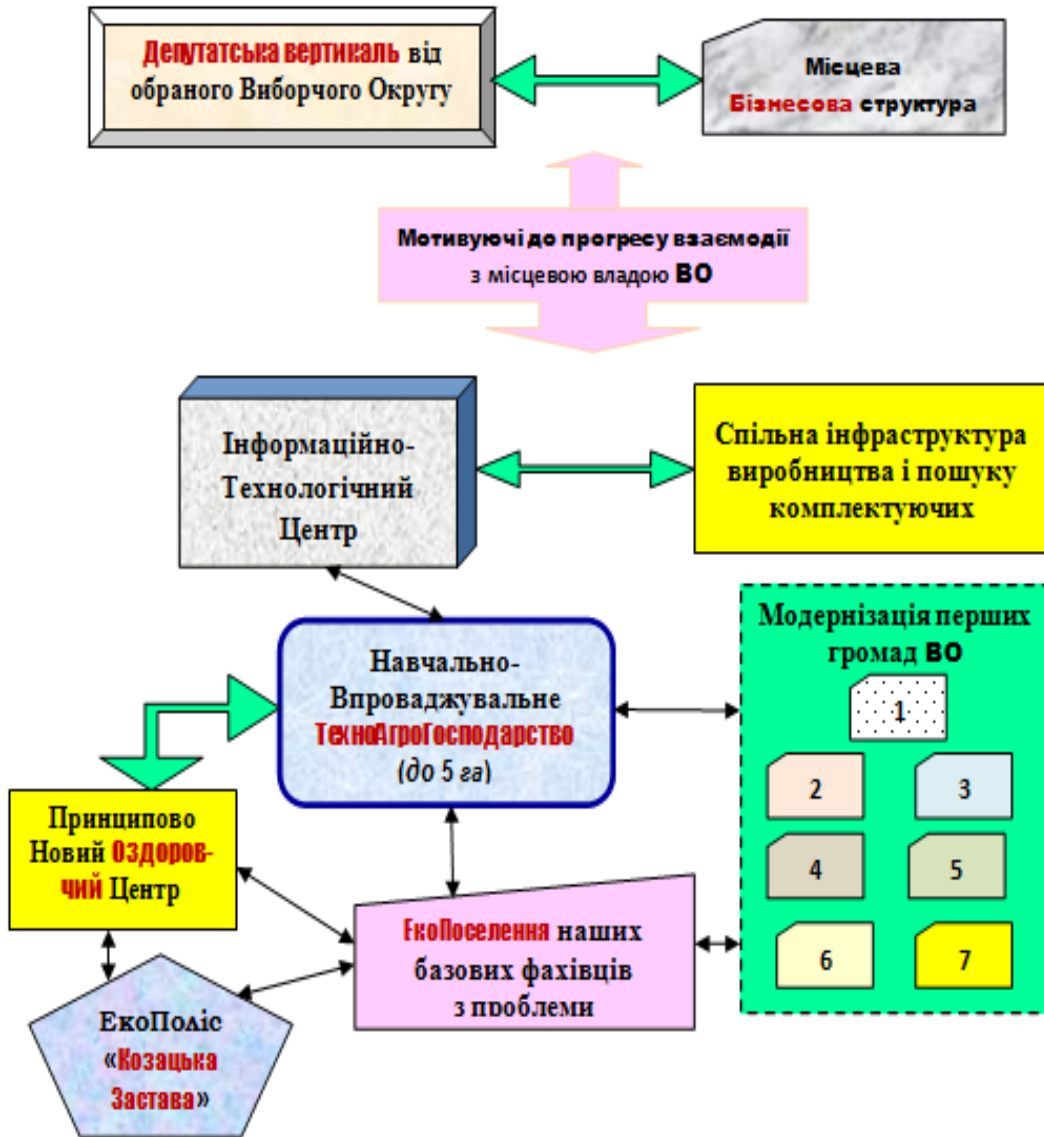 Депутатська вертикаль від
обраного Виборчого Округу
Місцева
Бізнесова структура
Мотивуючі до прогресу взаємодії
з місцевою владою ВО
Інформаційно-
Технологічний
Центр
Спільна інфраструктура
виробництва і пошуку
комплектуючих
Навчально-
Впроваджувальне
ТехноАгроГосподарство
(до 5 га)
Модернізація перших
громад ВО
1
2
3
4
5
6
7
Принципово
Новий Оздоров-
чий Центр
ЕкоПоселення наших
базових фахівців
з проблеми
ЕкоПоліс
«Козацька
Застава»